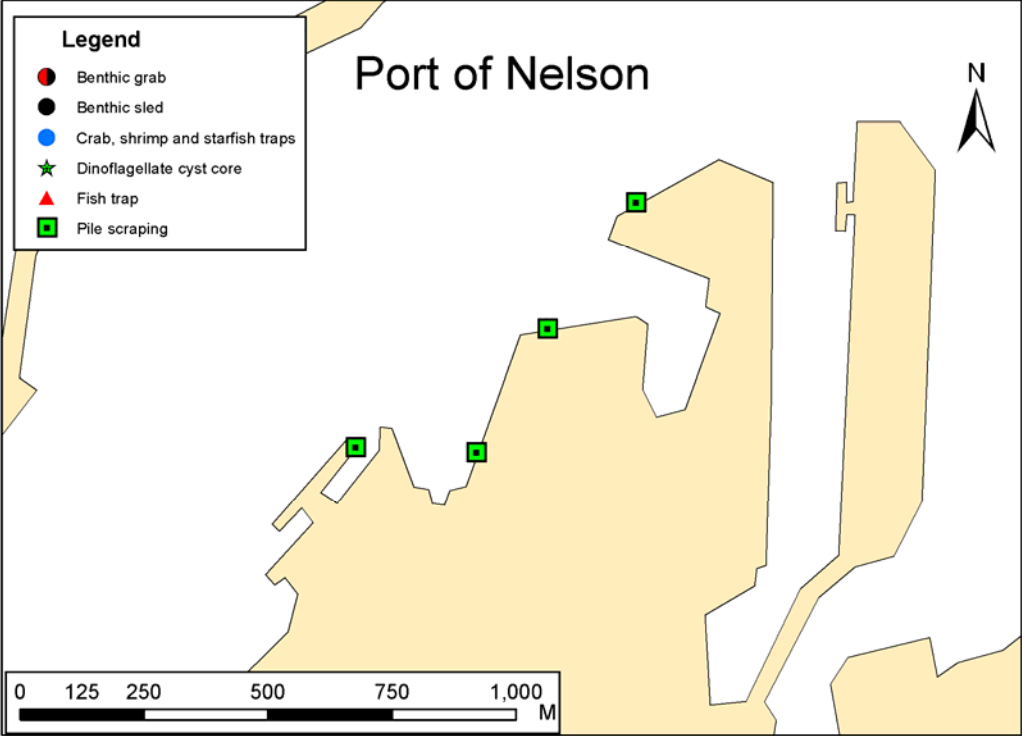 Legend
Benthic grab
Benthic sled
Crab, shrimp and starfish traps
Dinoflagellate cyst core
Fish trap
Pile scraping
Port of Nelson
N
0 125 250 500 750 1,000
M